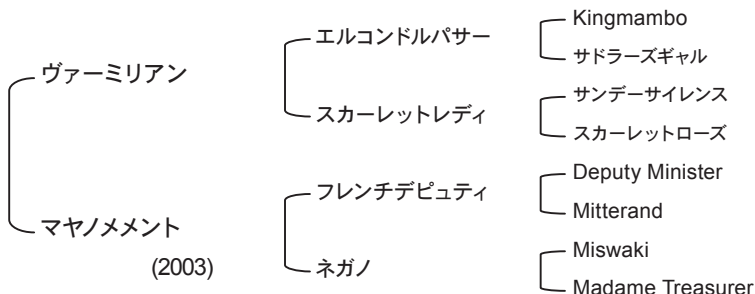 ヴァーミリアン
エルコンドルパサー
Kingmambo
サドラーズギャル
スカーレットレディ
サンデーサイレンス
スカーレットローズ
マヤノメメント
(2003)
フレンチデピュティ
Deputy Minister
Mitterand
ネガノ
Miswaki
Madame Treasurer